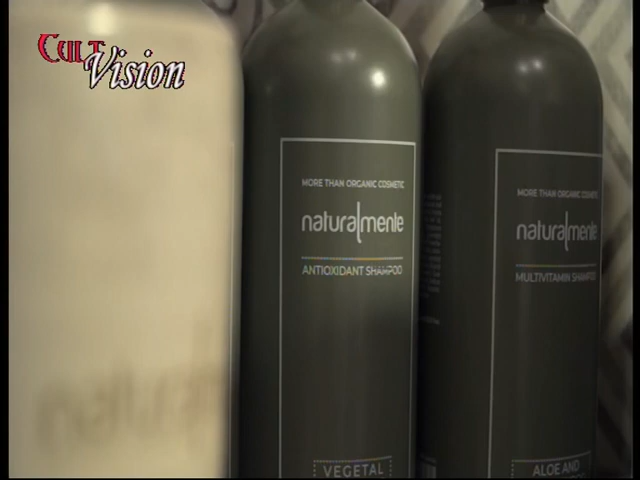 Cult
Vision
MORE THAN ORGANIC COSMETIC
naturalmente
ANTIOXIDANT SHAMPOO
VEGETAL
MORE THAN ORGANIC COSMETIC
naturalmente
MULTIVITAMIN SHAMPOO
ALOE AND